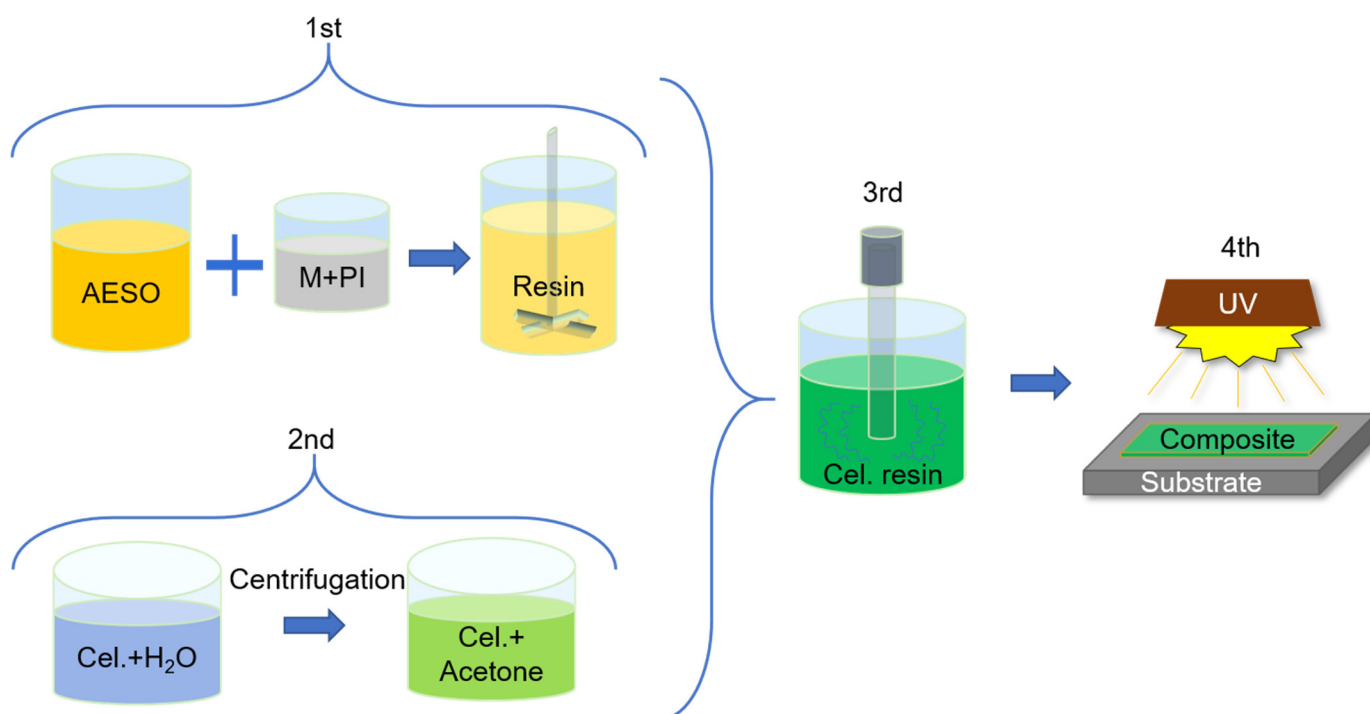 1st
AESO
M+PI
Resin
2nd
Cel.+H₂O
Centrifugation
Cel.+
Acetone
3rd
Cel. resin
4th
UV
Composite
Substrate